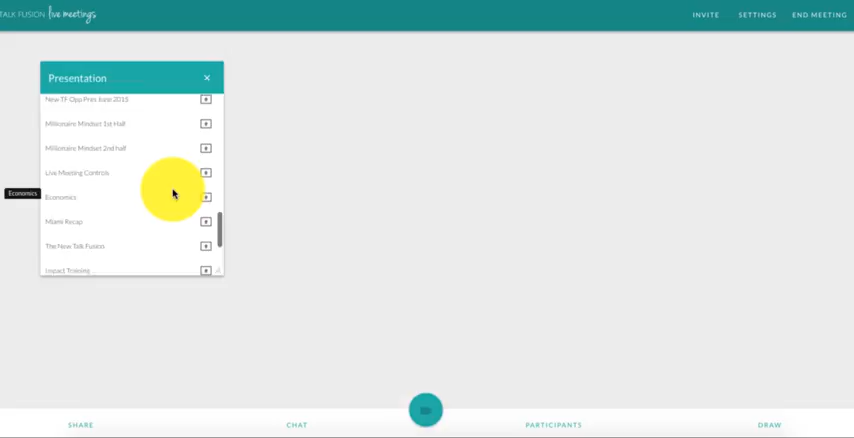 TALK FUSION live meetings
INVITE SETTINGS END MEETING
Presentation
New TF Opp Pres base 2015
Millionaire Mindset 1st Half
Millionaire Mindset 2nd half
Live Meeting Controls
Economics
Economics
Miami Recap
The New Talk Fusion
Impact Training
SHARE CHAT PARTICIPANTS DRAW